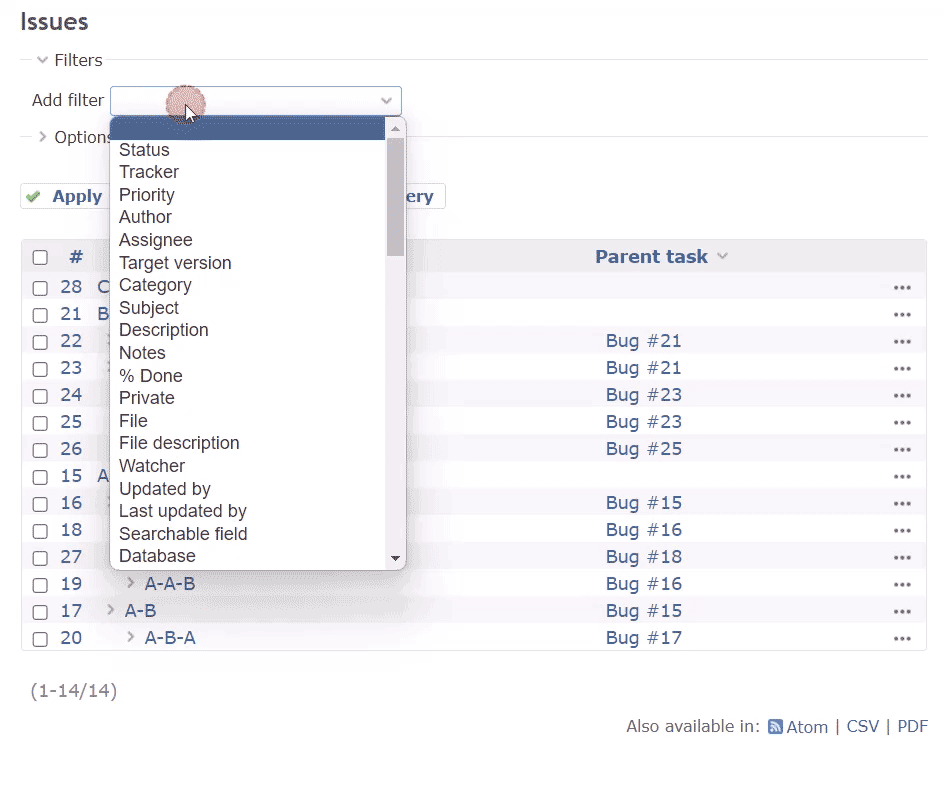 Issues
Filters
Add filter
Options
Status
Tracker
Priority
Author
Assignee
Target version
Category
Subject
Description
Notes
% Done
Private
File
File description
Watcher
Updated by
Last updated by
Searchable field
Database
Apply
ery
# Parent task
28 C
21 B
22 Bug #21
23 Bug #21
24 Bug #23
25 Bug #23
26 Bug #25
15 A
16 Bug #15
18 Bug #16
27 Bug #18
19 A-A-B Bug #16
17 A-B Bug #15
20 A-B-A Bug #17
(1-14/14)
Also available in: Atom | CSV | PDF